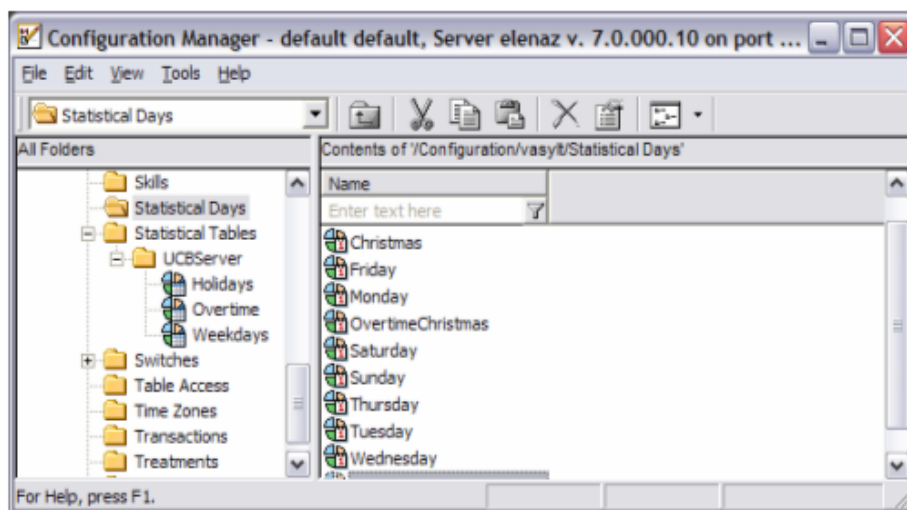 Configuration Manager - default default, Server elenaz v. 7.0.000.10 on port ...
File Edit View Tools Help
Statistical Days
All Folders
Contents of '/Configuration/vasylt/Statistical Days'
Skills
Statistical Days
Statistical Tables
UCBServer
Holidays
Overtime
Weekdays
Switches
Table Access
Time Zones
Transactions
Treatments
Name
Enter text here
Christmas
Friday
Monday
OvertimeChristmas
Saturday
Sunday
Thursday
Tuesday
Wednesday
For Help, press F1.